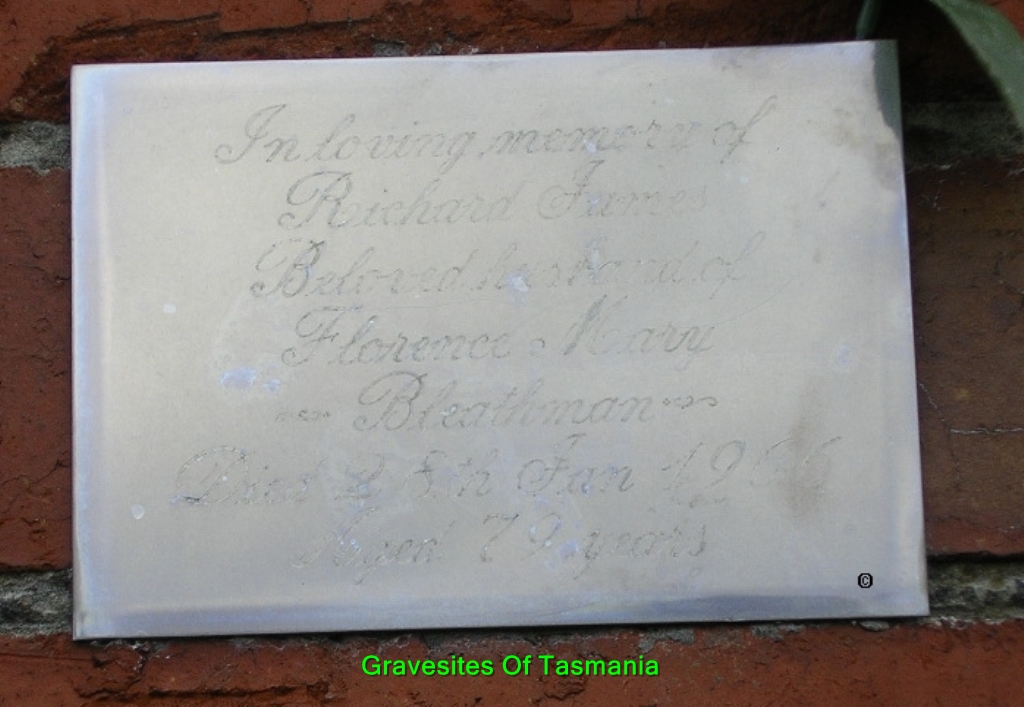 In loving memory of
Richard James
Beloved husband of
Florence Mary
Bleathman
Died 28th Jan
Aged 79 years
©
Gravesites Of Tasmania